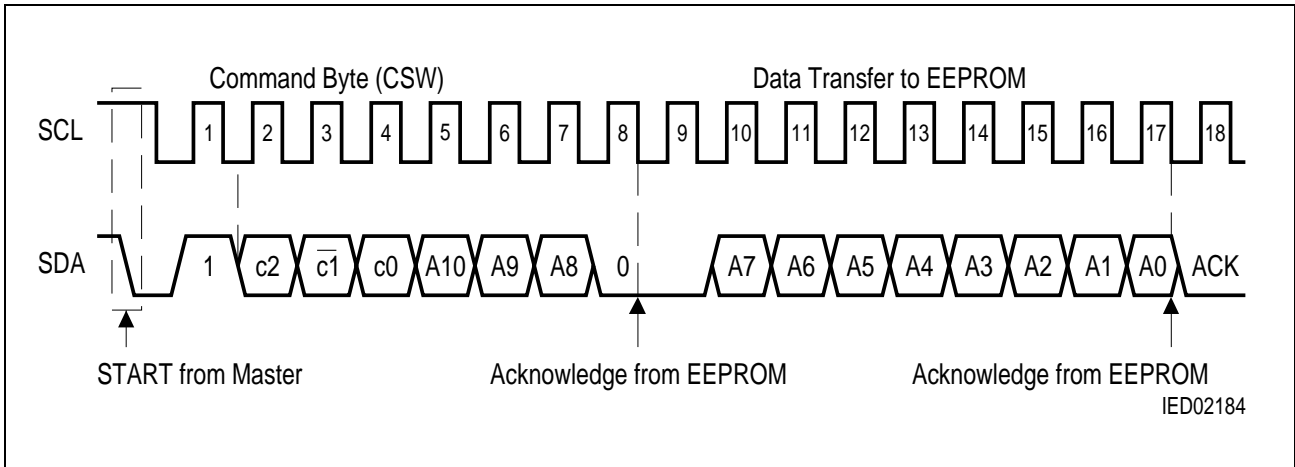 Command Byte (CSW) Data Transfer to EEPROM
SCL 1 2 3 4 5 6 7 8 9 10 11 12 13 14 15 16 17 18
SDA 1 c2 c̅1̅ c0 A10 A9 A8 0 A7 A6 A5 A4 A3 A2 A1 A0 ACK
START from Master Acknowledge from EEPROM Acknowledge from EEPROM
IED02184